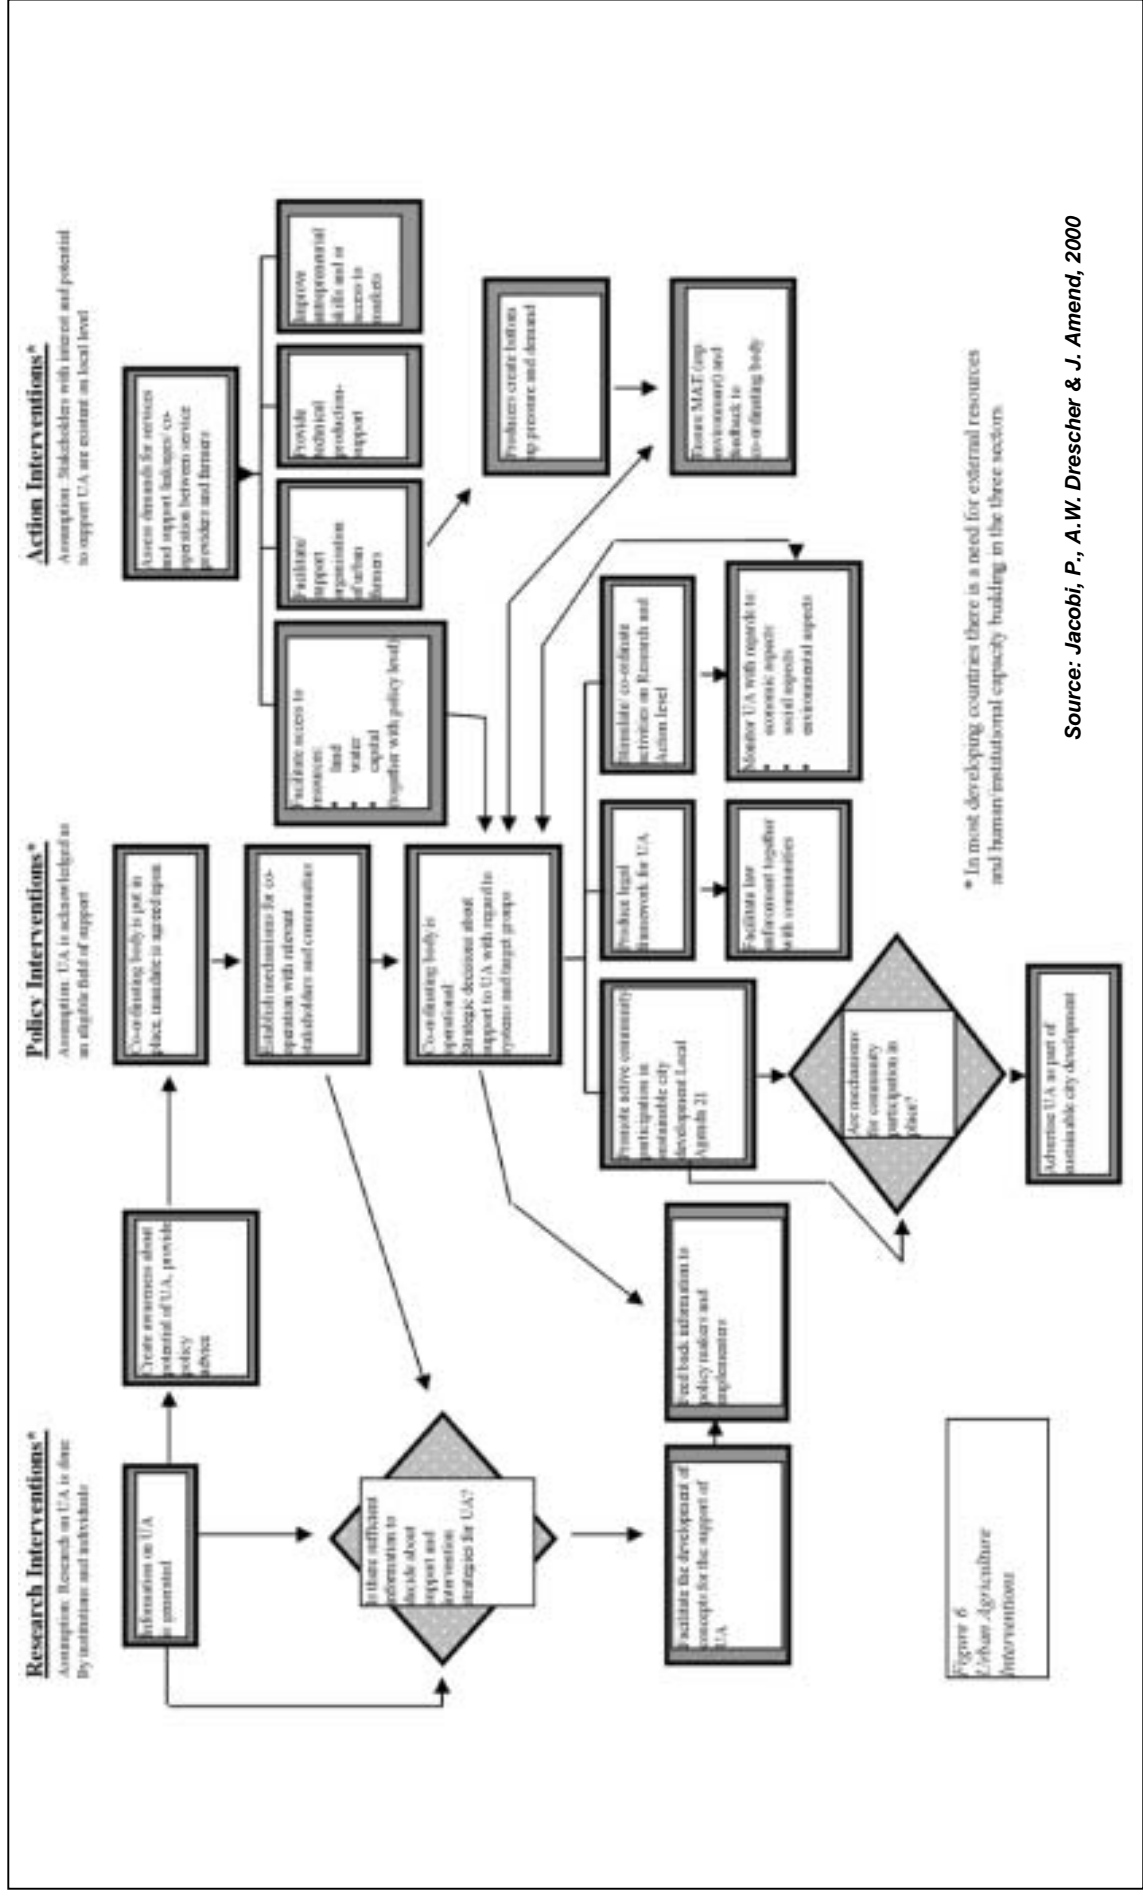 Research Interventions*
Assumption: Research on UA is done
By institutions and individuals
Information on UA
is generated
Create awareness about
potential of UA, provide
policy
advice
Is there sufficient
information to
decide about
support and
intervention
strategies for UA?
Facilitate the development of
concepts for the support of
UA
Feed back information to
policy makers and
implementers
Figure 6
Urban Agriculture
Interventions
Policy Interventions*
Assumption: UA is acknowledged as
an eligible field of support
Co-ordinating body is put in
place, mandate is agreed upon
Establish mechanisms for co-
operation with relevant
stakeholders and communities
Co-ordinating body is
operational
Strategic decisions about
support to UA with regard to
systems and target groups
Promote active community
participation in
sustainable city
development Local
Agenda 21
Produce legal
framework for UA
Stimulate/ co-ordinate
activities on Research and
Action level
Facilitate law
enforcement together
with communities
Monitor UA with regards to:
• economic aspects
• social aspects
• environmental aspects
Are mechanisms
for community
participation in
place?
Advertise UA as part of
sustainable city development
Action Interventions*
Assumption: Stakeholders with interest and potential
to support UA are existent on local level
Assess demands for services
and support linkages/ co-
operation between service
providers and farmers
Facilitate access to
resources:
• land
• water
• capital
(together with policy level)
Facilitate/
support
organisation
of urban
farmers
Provide
technical
production-
support
Improve
entrepreneurial
skills and or
access to
markets
Producers create bottom
up pressure and demand
Ensure M&E (esp.
environment) and
feedback to
co-ordinating body
* In most developing countries there is a need for external resources
and human/institutional capacity building in the three sectors.
Source: Jacobi, P., A.W. Drescher & J. Amend, 2000